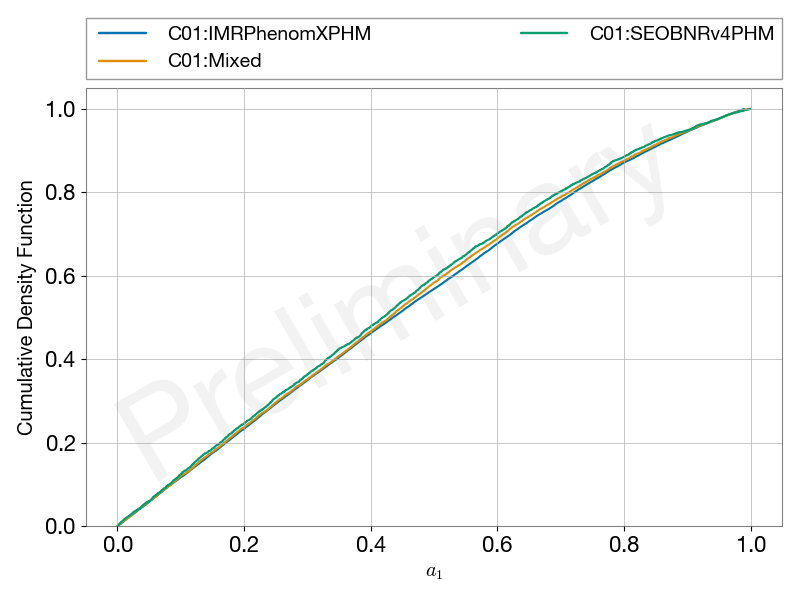 C01:IMRPhenomXPHM
C01:Mixed
C01:SEOBNRv4PHM
Preliminary
Cumulative Density Function
1.0
0.8
0.6
0.4
0.2
0.0
0.0 0.2 0.4 0.6 0.8 1.0
a₁